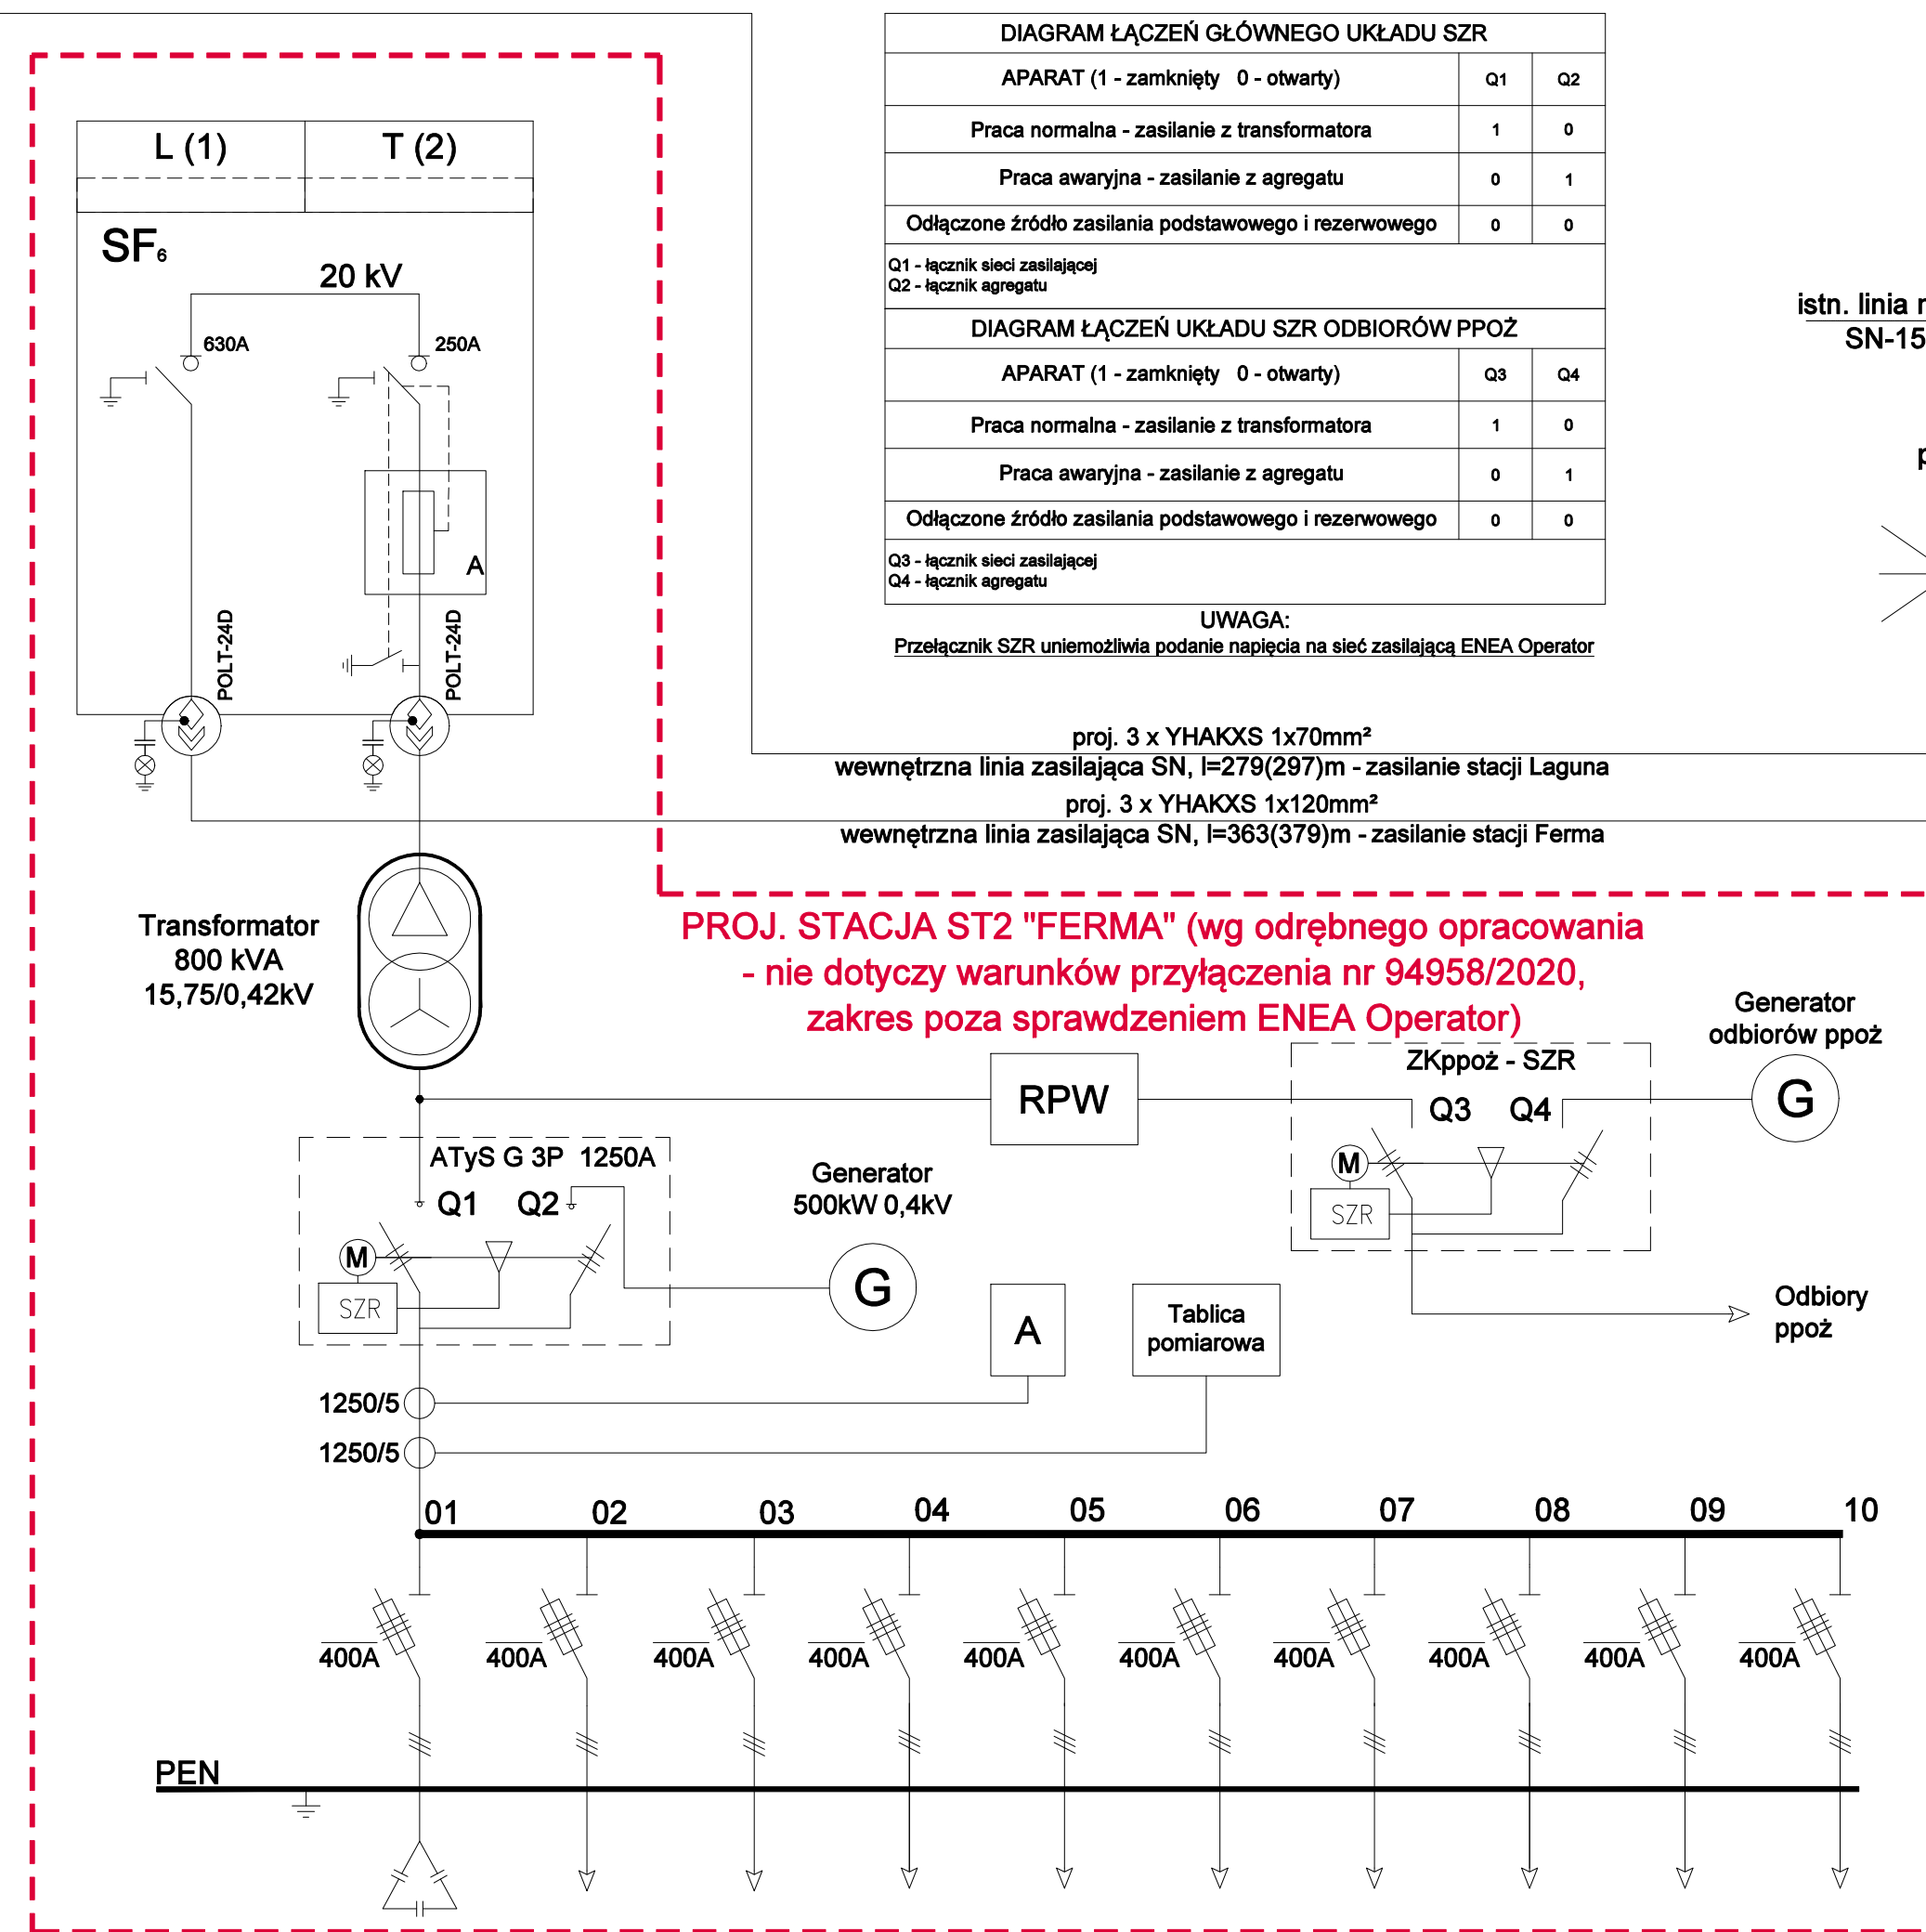 DIAGRAM ŁĄCZEŃ GŁÓWNEGO UKŁADU SZR
APARAT (1 - zamknięty 0 - otwarty) Q1 Q2
Praca normalna - zasilanie z transformatora 1 0
Praca awaryjna - zasilanie z agregatu 0 1
Odłączone źródło zasilania podstawowego i rezerwowego 0 0
Q1 - łącznik sieci zasilającej
Q2 - łącznik agregatu
DIAGRAM ŁĄCZEŃ UKŁADU SZR ODBIORÓW PPOŻ
APARAT (1 - zamknięty 0 - otwarty) Q3 Q4
Praca normalna - zasilanie z transformatora 1 0
Praca awaryjna - zasilanie z agregatu 0 1
Odłączone źródło zasilania podstawowego i rezerwowego 0 0
Q3 - łącznik sieci zasilającej
Q4 - łącznik agregatu
UWAGA:
Przełącznik SZR uniemożliwia podanie napięcia na sieć zasilającą ENEA Operator
L (1) T (2)
SF₆
20 kV
630A 250A
A
POLT-24D POLT-24D
istn. linia
SN-15
proj. 3 x YHAKXS 1x70mm²
wewnętrzna linia zasilająca SN, l=279(297)m - zasilanie stacji Laguna
proj. 3 x YHAKXS 1x120mm²
wewnętrzna linia zasilająca SN, l=363(379)m - zasilanie stacji Ferma
Transformator
800 kVA
15,75/0,42kV
PROJ. STACJA ST2 "FERMA" (wg odrębnego opracowania
- nie dotyczy warunków przyłączenia nr 94958/2020,
zakres poza sprawdzeniem ENEA Operator)
Generator
odbiorów ppoż
G
RPW
ZKppoż - SZR
Q3 Q4
M
SZR
Odbiory
ppoż
ATyS G 3P 1250A
Q1 Q2
M
SZR
Generator
500kW 0,4kV
G
A
Tablica
pomiarowa
1250/5
1250/5
01 02 03 04 05 06 07 08 09 10
400A 400A 400A 400A 400A 400A 400A 400A 400A 400A
PEN